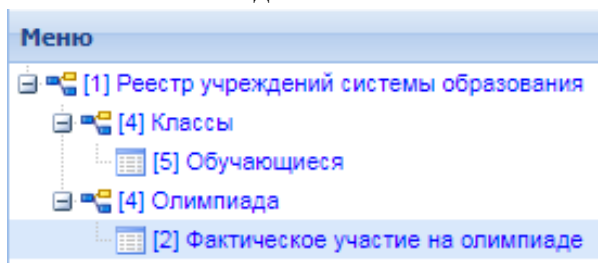 Меню
[1] Реестр учреждений системы образования
[4] Классы
[5] Обучающиеся
[4] Олимпиада
[2] Фактическое участие на олимпиаде